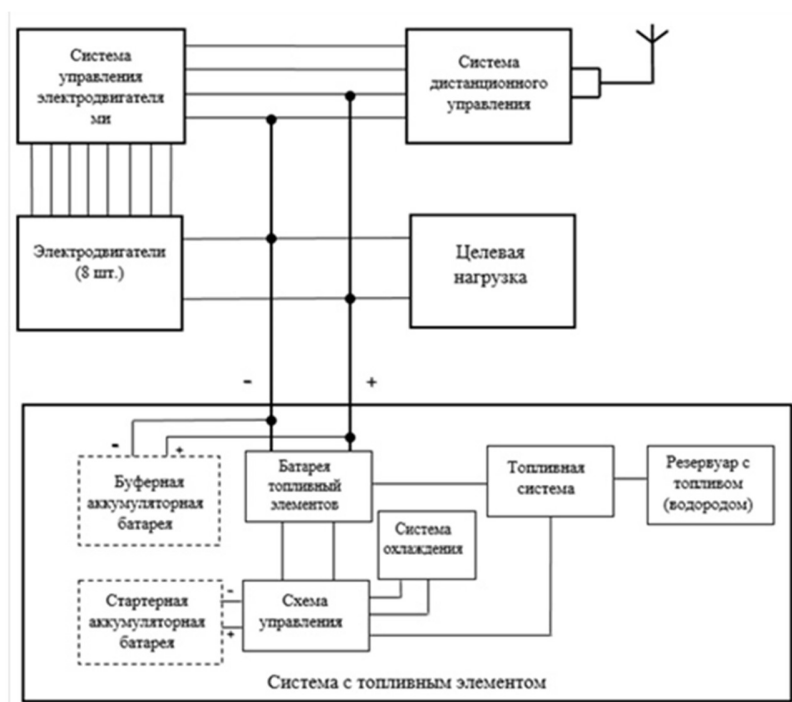 Система
управления
электродвигателя
ми
Система
дистанционного
управления
Электродвигатели
(8 шт.)
Целевая
нагрузка
-
+
-
+
Буферная
аккумуляторная
батарея
Батарея
топливный
элементов
Топливная
система
Резервуар с
топливом
(водородом)
Система
охлаждения
Стартерная
аккумуляторная
батарея
-
+
Схема
управления
Система с топливным элементом